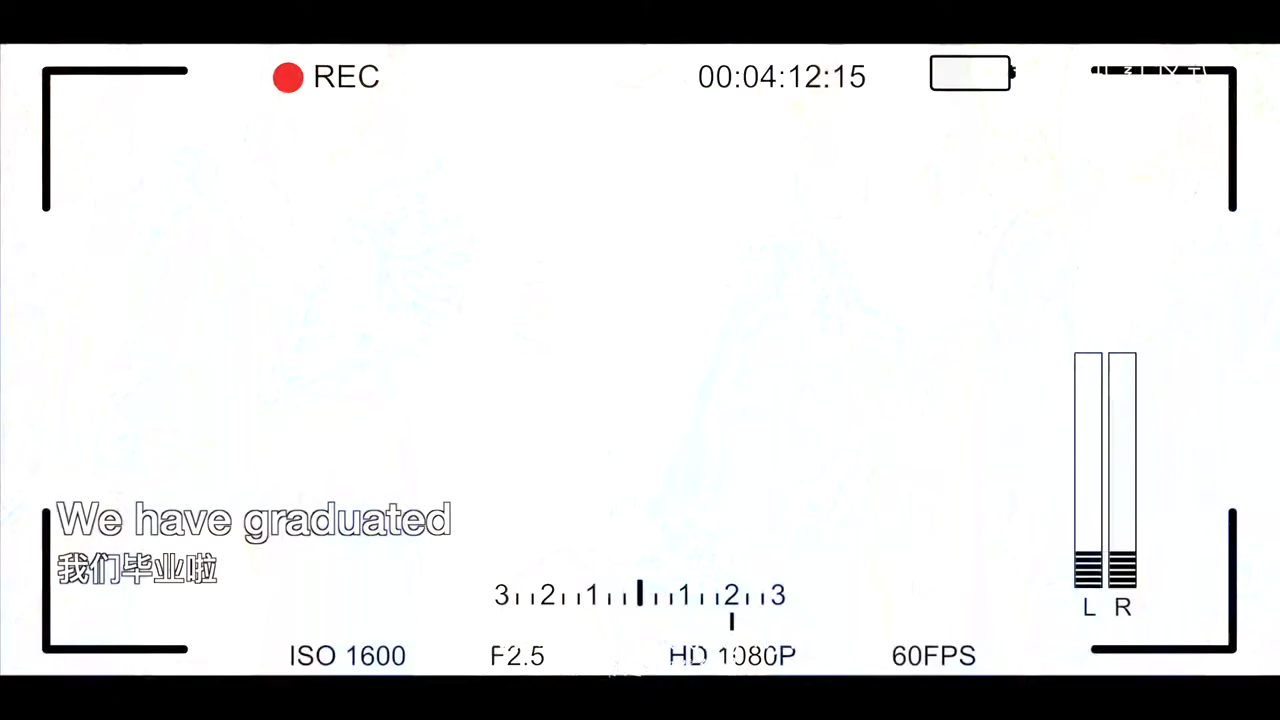 REC
00:04:12:15
We have graduated
我们毕业啦
3 2 1 1 2 3
L R
ISO 1600 F2.5 HD 1080P 60FPS